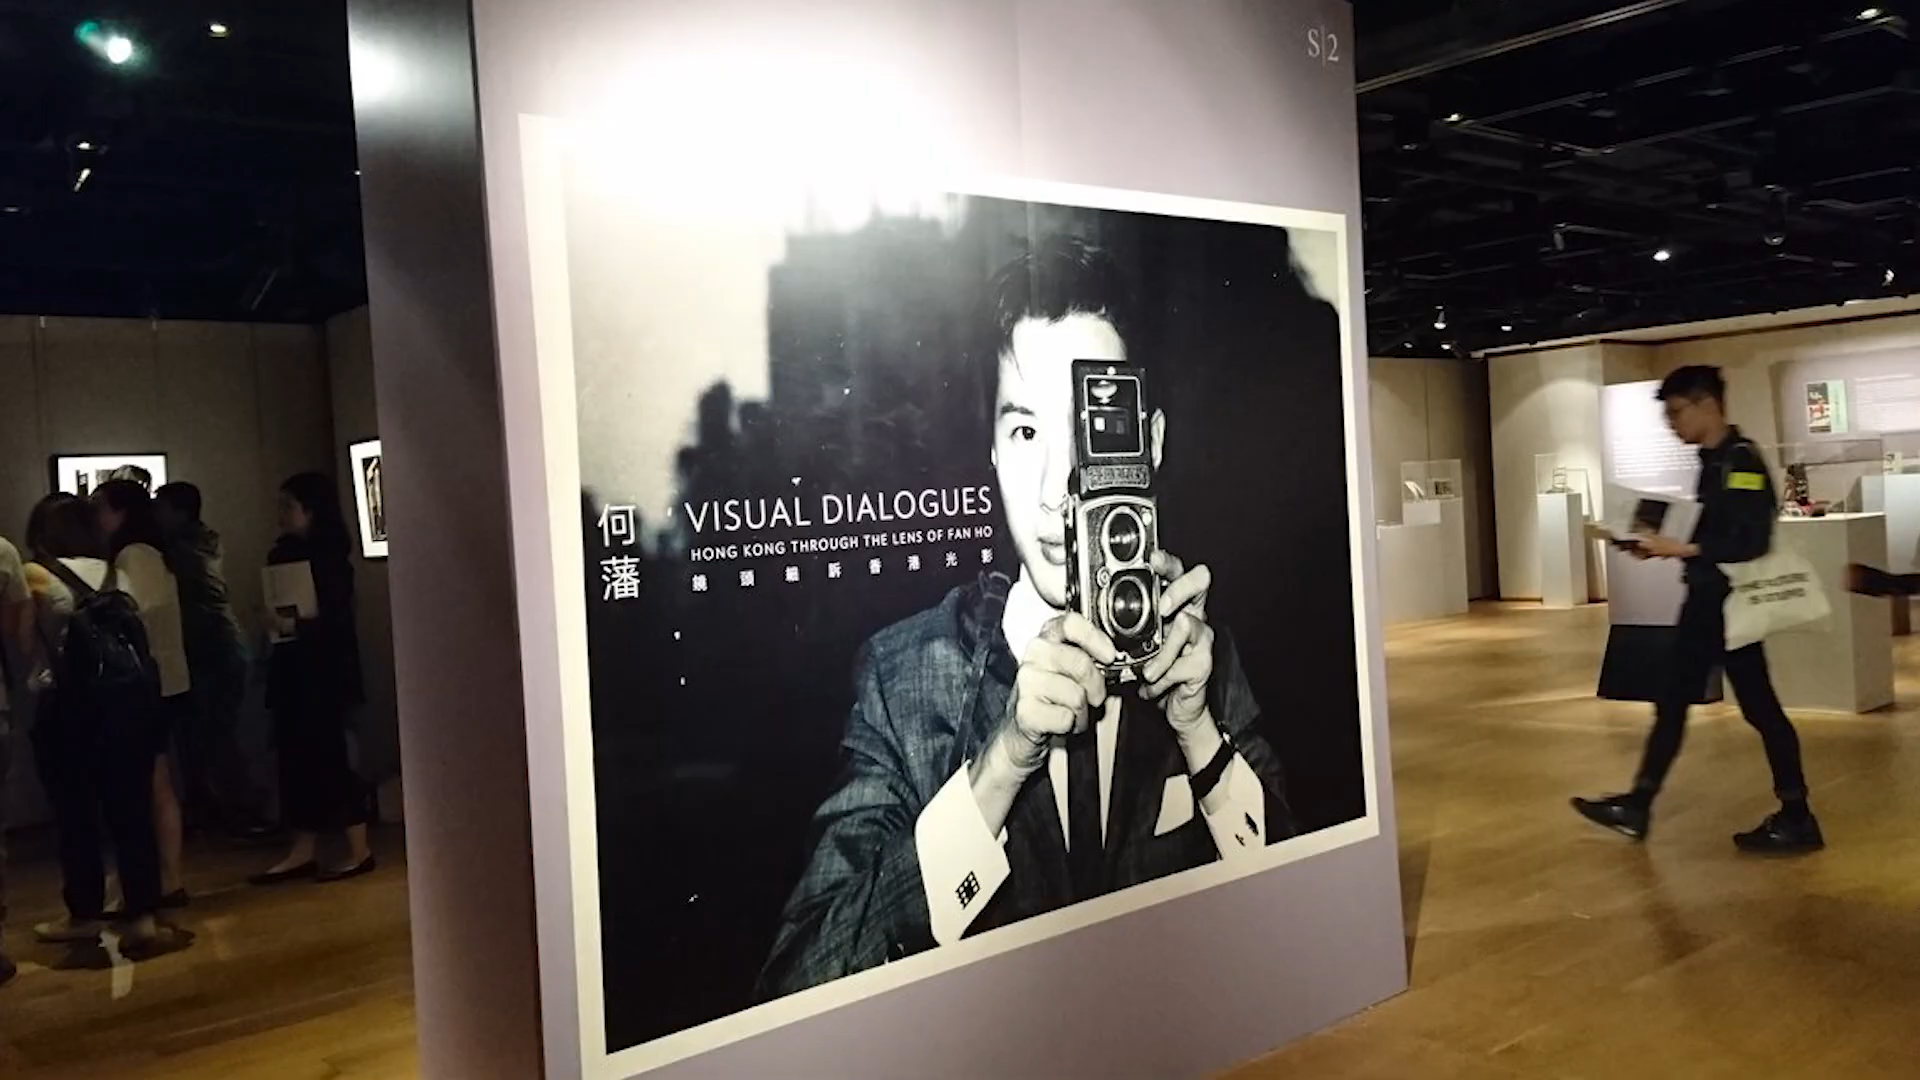 S|2
何藩
VISUAL DIALOGUES
HONG KONG THROUGH THE LENS OF FAN HO
鏡頭細訴香港光影